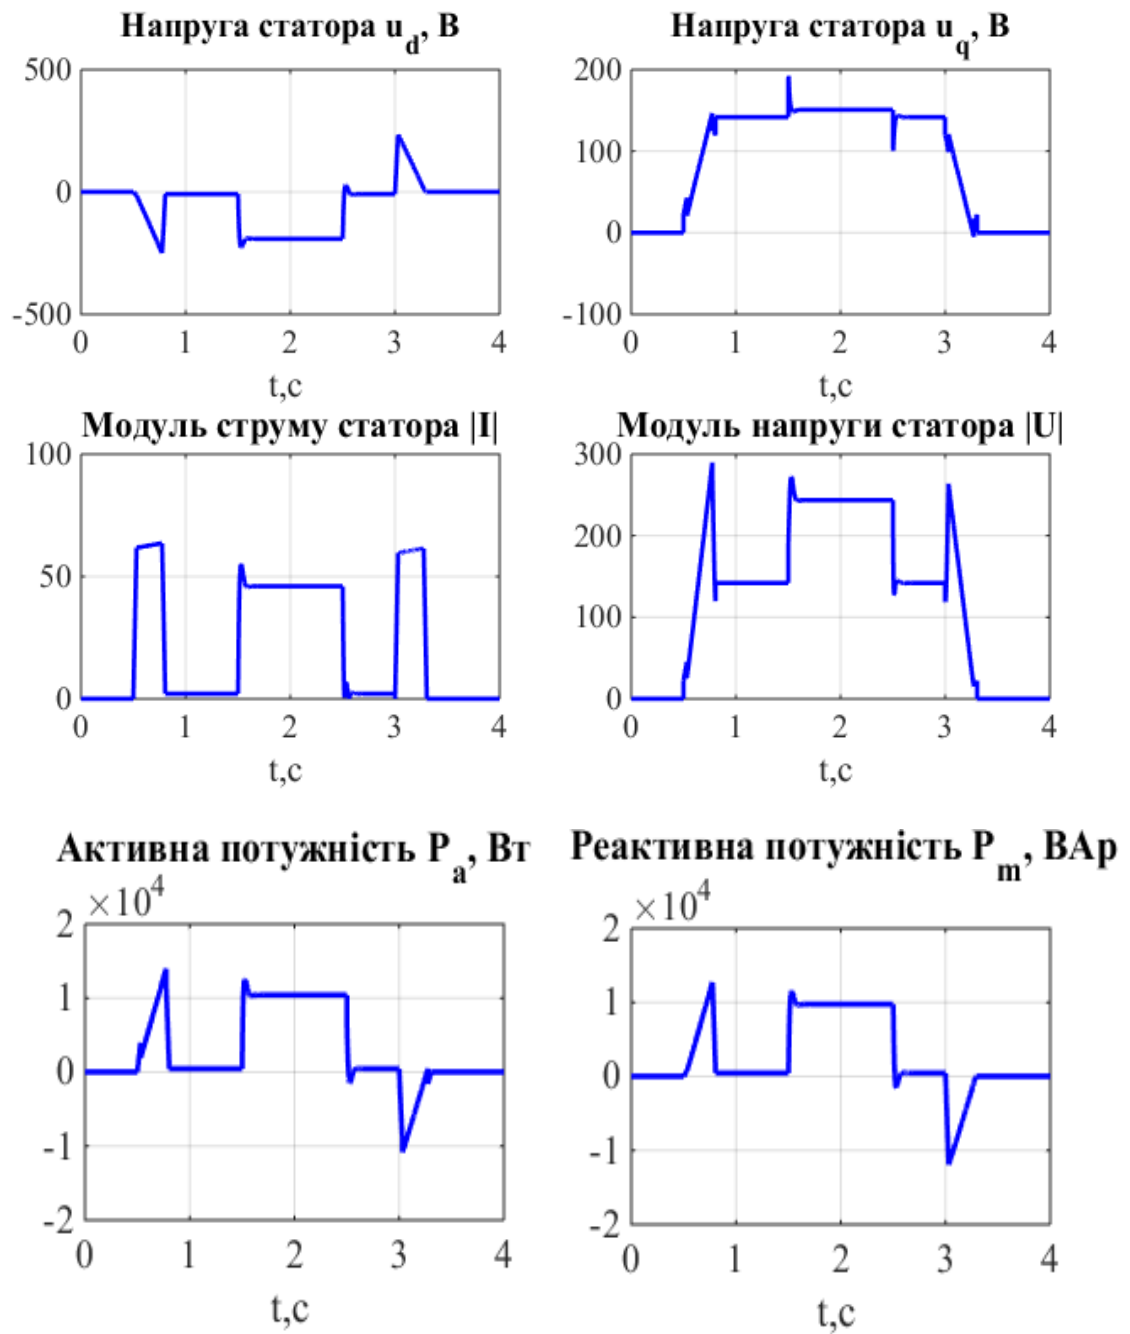 Напруга статора u_d, В
500
0
-500
0 1 2 3 4
t,с
Напруга статора u_q, В
200
100
0
-100
0 1 2 3 4
t,с
Модуль струму статора |I|
100
50
0
0 1 2 3 4
t,с
Модуль напруги статора |U|
300
200
100
0
0 1 2 3 4
t,с
Активна потужність P_a, Вт
×10^4
2
1
0
-1
-2
0 1 2 3 4
t,с
Реактивна потужність P_m, ВАр
×10^4
2
1
0
-1
-2
0 1 2 3 4
t,с